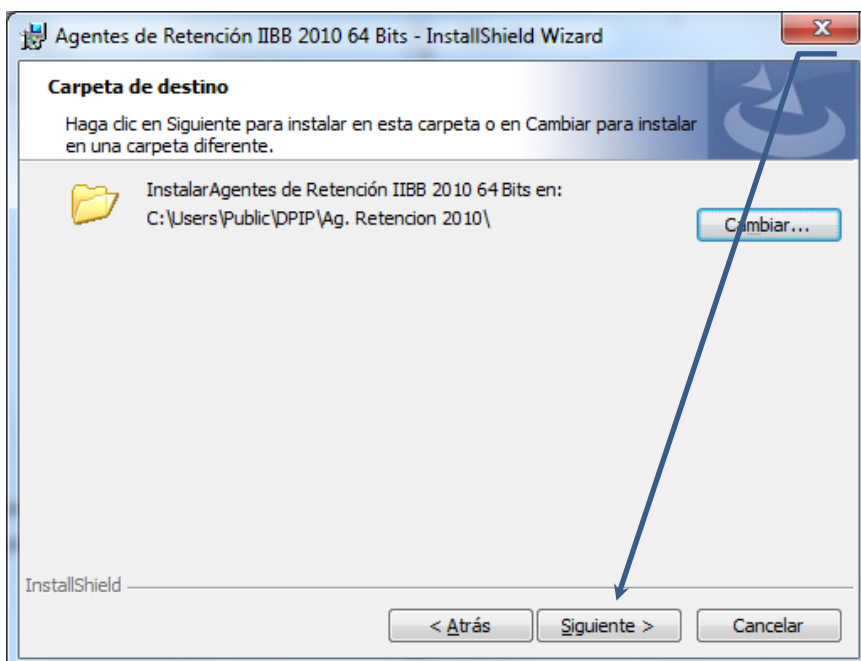 Agentes de Retención IIBB 2010 64 Bits - InstallShield Wizard
X
Carpeta de destino
Haga clic en Siguiente para instalar en esta carpeta o en Cambiar para instalar
en una carpeta diferente.
InstalarAgentes de Retención IIBB 2010 64 Bits en:
C:\Users\Public\DPIP\Ag. Retencion 2010\
Cambiar...
InstallShield
< Atrás
Siguiente >
Cancelar